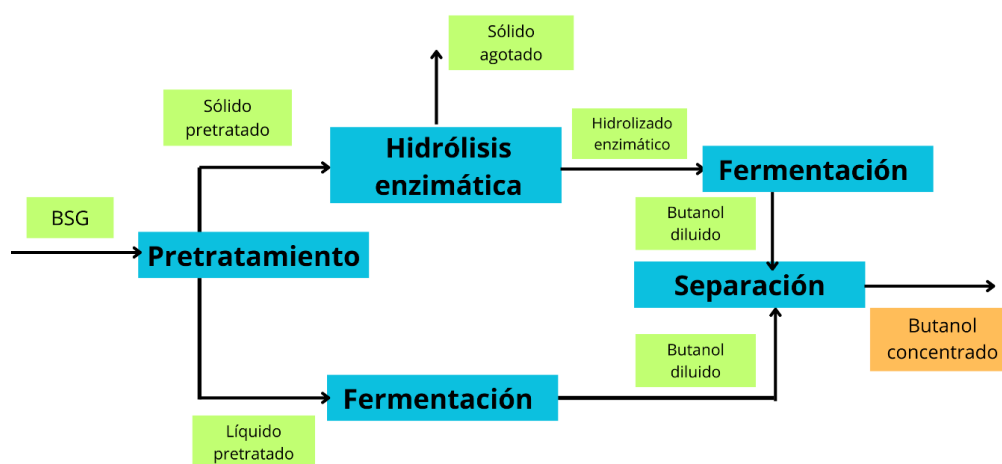 Sólido
agotado
Sólido
pretratado
Hidrólisis
enzimática
Hidrolizado
enzimático
Fermentación
BSG
Pretratamiento
Butanol
diluido
Separación
Butanol
concentrado
Butanol
diluido
Fermentación
Líquido
pretratado